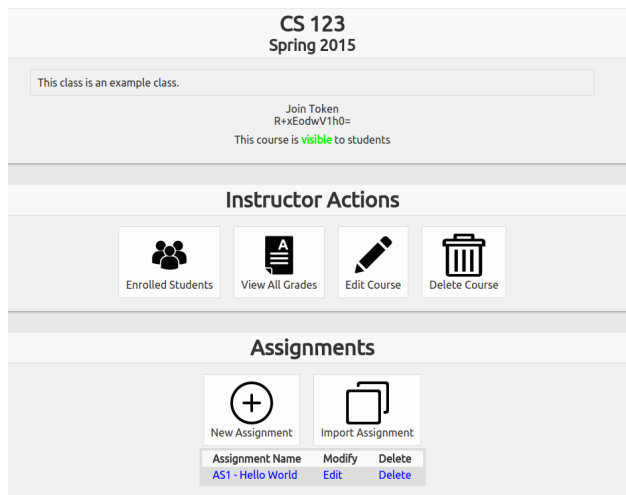 CS 123
Spring 2015
This class is an example class.
Join Token
R+xEodwV1h0=
This course is visible to students
Instructor Actions
A
Enrolled Students View All Grades Edit Course Delete Course
Assignments
New Assignment Import Assignment
Assignment Name Modify Delete
AS1 - Hello World Edit Delete